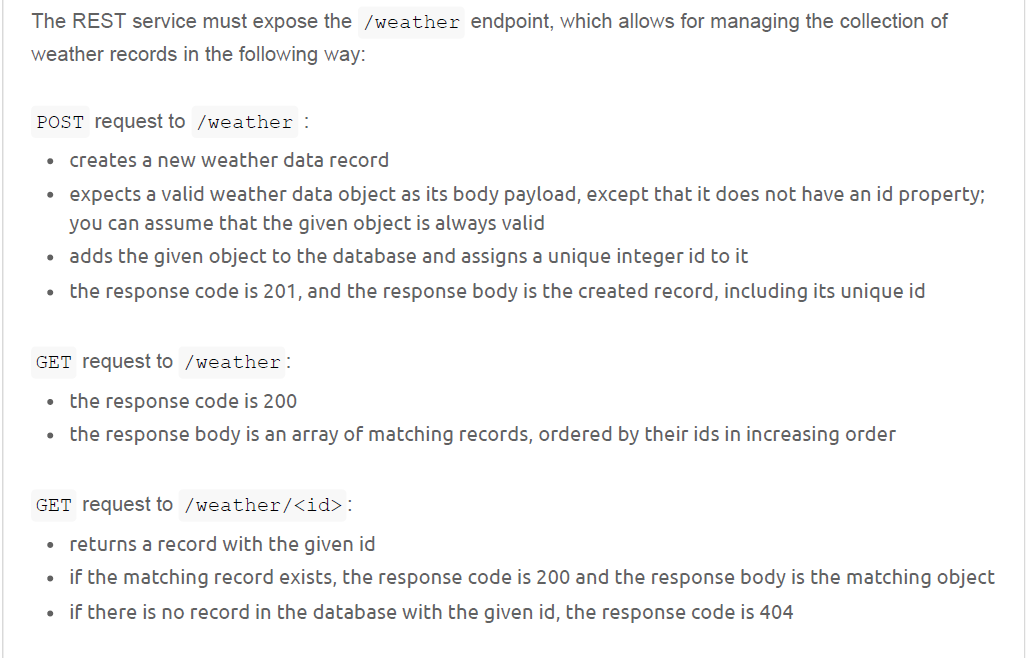 The REST service must expose the /weather endpoint, which allows for managing the collection of
weather records in the following way:
POST request to /weather :
• creates a new weather data record
• expects a valid weather data object as its body payload, except that it does not have an id property;
you can assume that the given object is always valid
• adds the given object to the database and assigns a unique integer id to it
• the response code is 201, and the response body is the created record, including its unique id
GET request to /weather:
• the response code is 200
• the response body is an array of matching records, ordered by their ids in increasing order
GET request to /weather/<id>:
• returns a record with the given id
• if the matching record exists, the response code is 200 and the response body is the matching object
• if there is no record in the database with the given id, the response code is 404